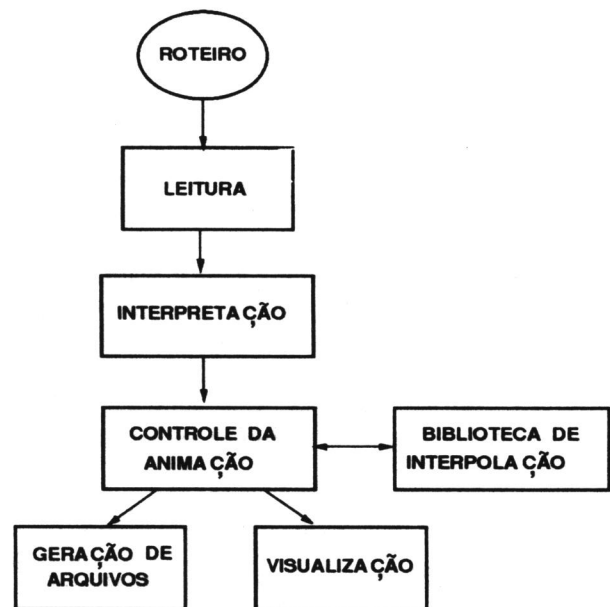 ROTEIRO
LEITURA
INTERPRETAÇÃO
CONTROLE DA
ANIMAÇÃO
BIBLIOTECA DE
INTERPOLAÇÃO
GERAÇÃO DE
ARQUIVOS
VISUALIZAÇÃO